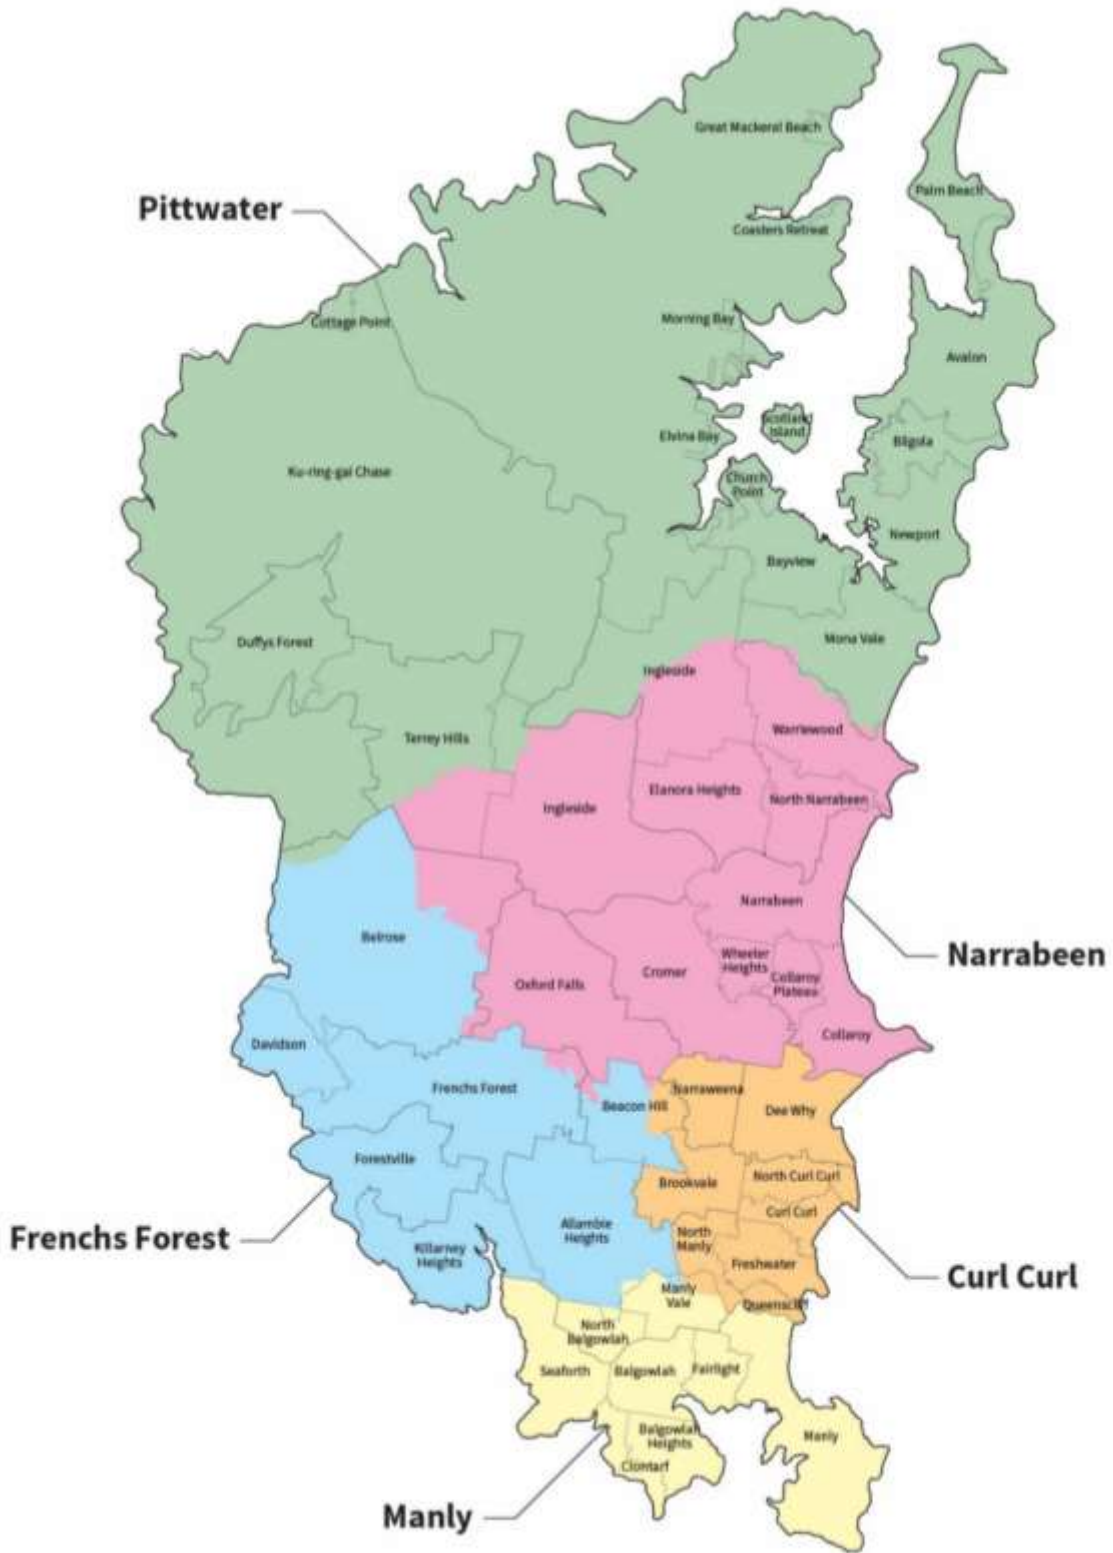 Great Mackeral Beach
Palm Beach
Pittwater
Coasters Retreat
Morning Bay
Cottage Point
Avalon
Scotland
Island
Elvina Bay
Bilgola
Ku-ring-gai Chase
Church
Point
Newport
Bayview
Duffys Forest
Mona Vale
Ingleside
Warriewood
Terrey Hills
Elanora Heights
North Narrabeen
Ingleside
Narrabeen
Belrose
Wheeler
Heights
Narrabeen
Cromer
Collaroy
Plateau
Oxford Falls
Collaroy
Davidson
Frenchs Forest
Narraweena
Beacon Hill
Dee Why
Forestville
North Curl Curl
Brookvale
Curl Curl
Allambie
Heights
Frenchs Forest
North
Manly
Killarney
Heights
Freshwater
Curl Curl
Manly
Vale
Queenscliff
North
Balgowlah
Seaforth
Balgowlah
Fairlight
Balgowlah
Heights
Manly
Clontarf
Manly